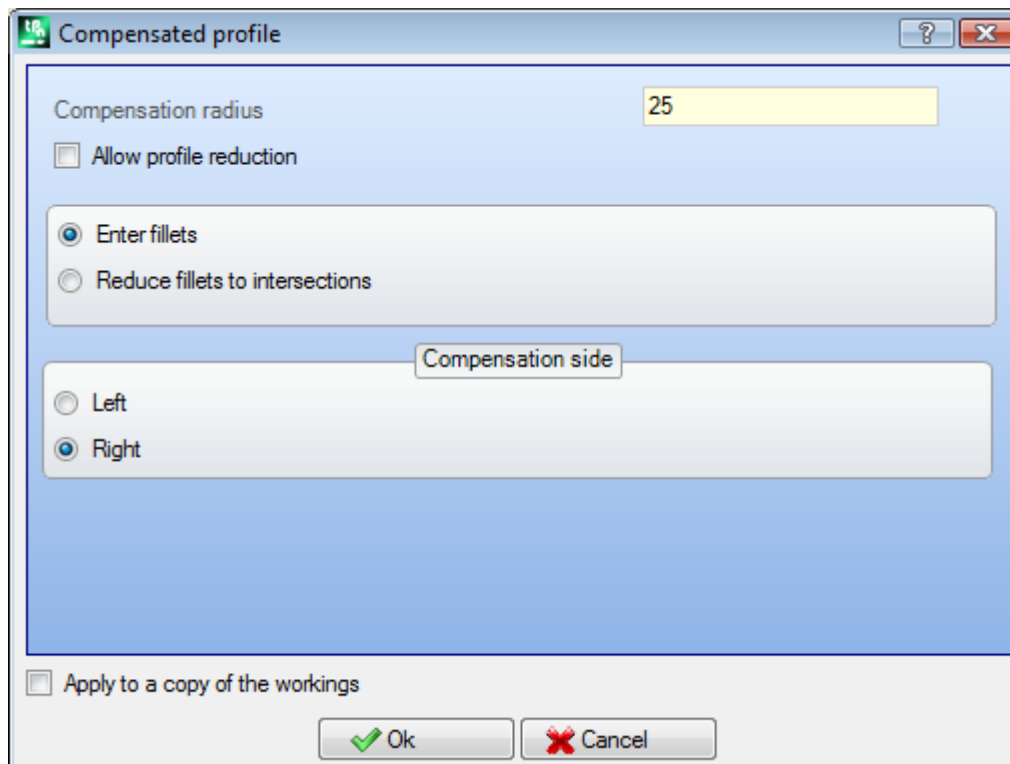 Compensated profile
Compensation radius 25
Allow profile reduction
Enter fillets
Reduce fillets to intersections
Compensation side
Left
Right
Apply to a copy of the workings
Ok Cancel